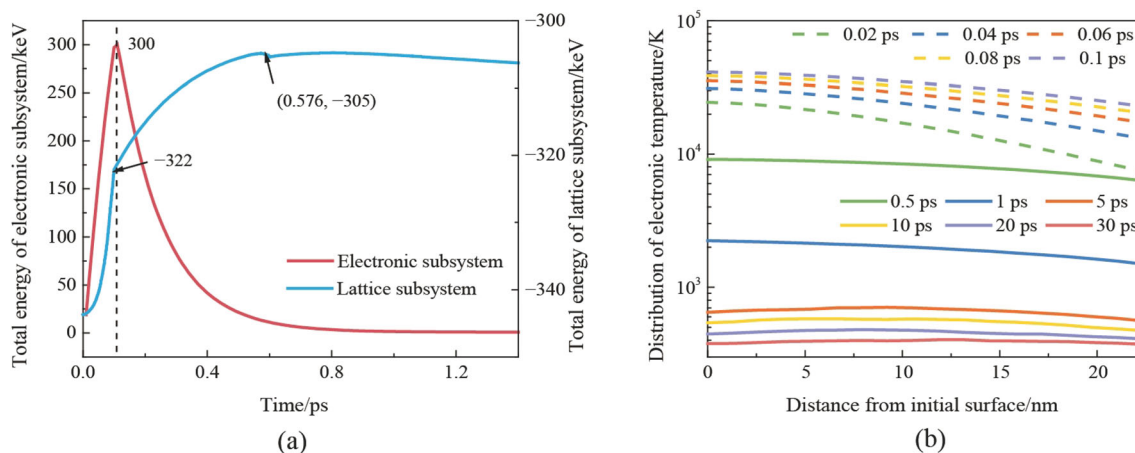 Total energy of electronic subsystem/keV
300
250
200
150
100
50
25
0
300
−322
(0.576, −305)
Electronic subsystem
Lattice subsystem
−300
−320
−340
Total energy of lattice subsystem/keV
0.0 0.4 0.8 1.2
Time/ps
(a)
Distribution of electronic temperature/K
10⁵
10⁴
10³
0.02 ps 0.04 ps 0.06 ps
0.08 ps 0.1 ps
0.5 ps 1 ps 5 ps
10 ps 20 ps 30 ps
0 5 10 15 20
Distance from initial surface/nm
(b)